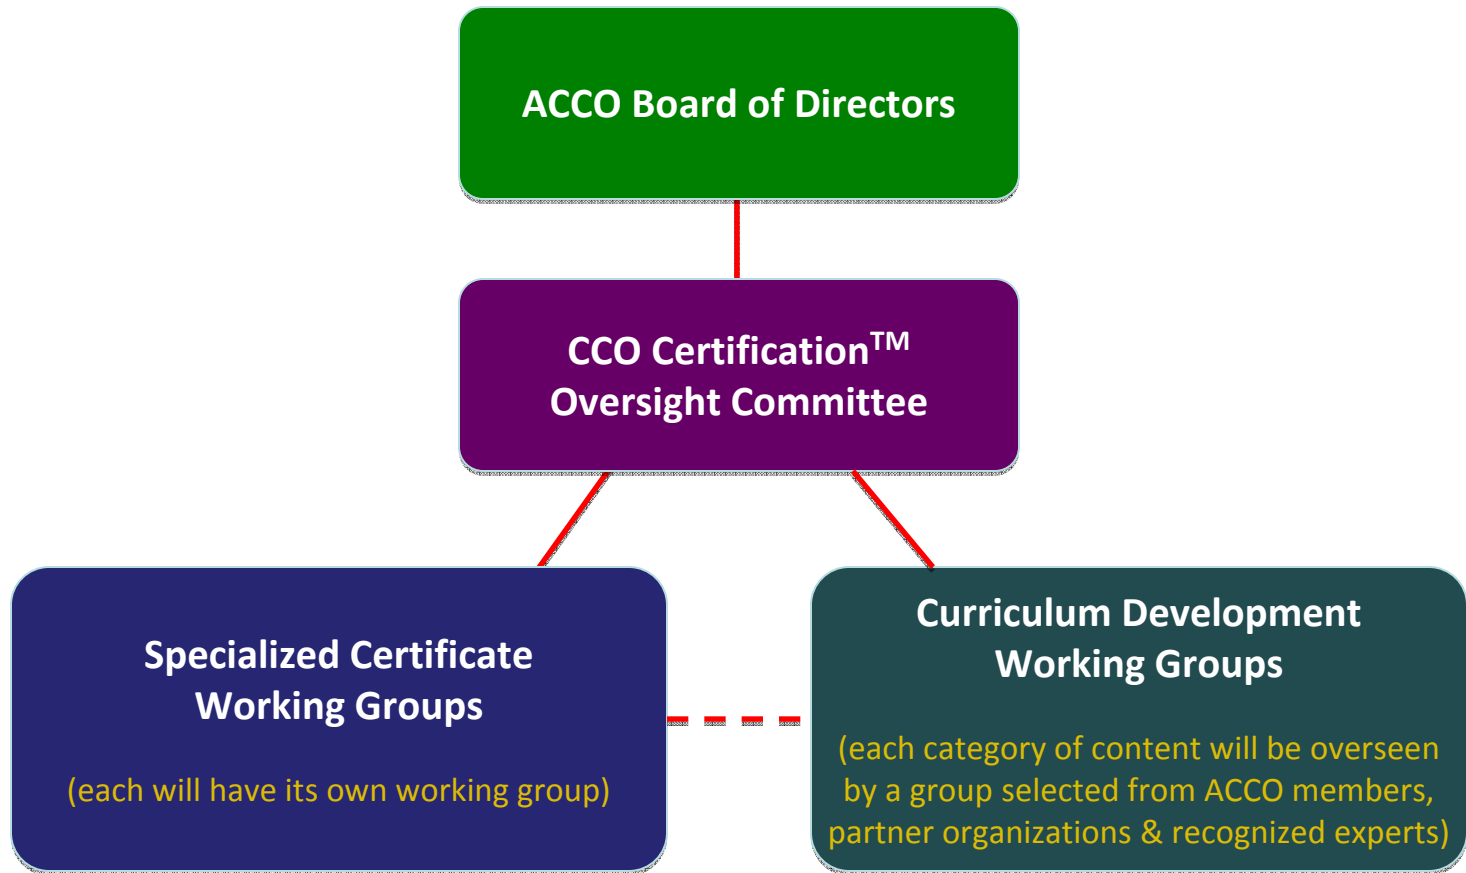 ACCO Board of Directors
CCO Certification™
Oversight Committee
Specialized Certificate
Working Groups
(each will have its own working group)
Curriculum Development
Working Groups
(each category of content will be overseen
by a group selected from ACCO members,
partner organizations & recognized experts)